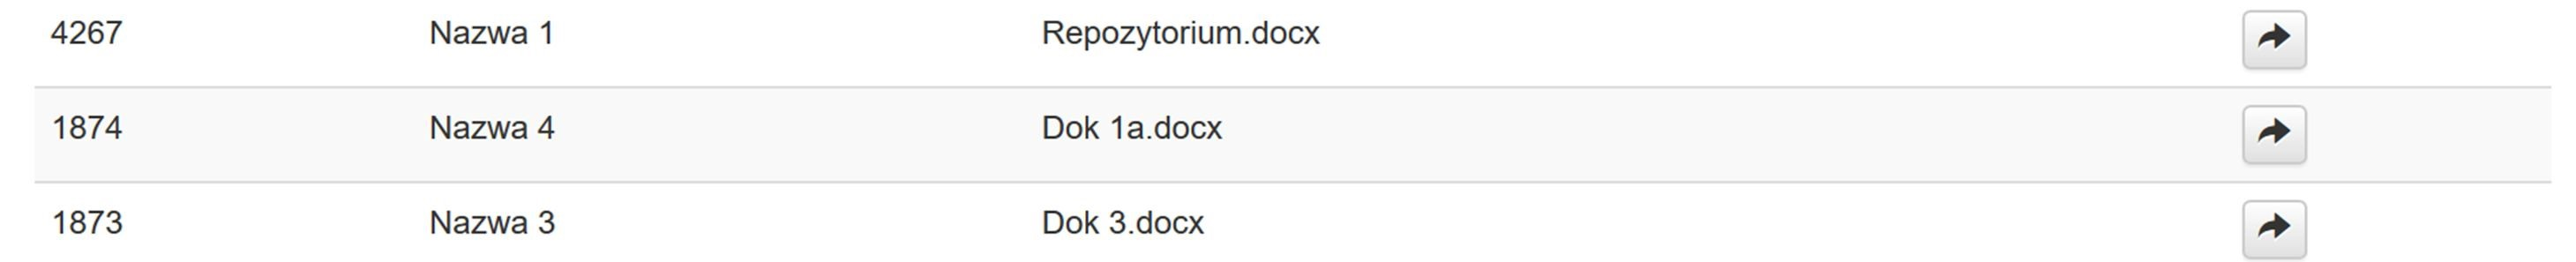 4267 Nazwa 1 Repozytorium.docx
1874 Nazwa 4 Dok 1a.docx
1873 Nazwa 3 Dok 3.docx